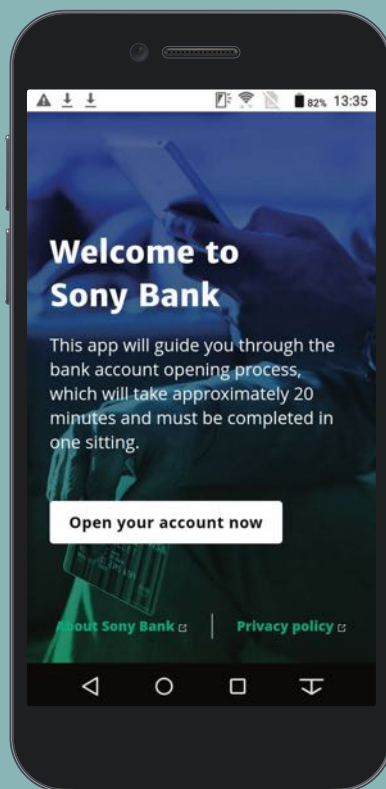 82% 13:35
Welcome to
Sony Bank
This app will guide you through the
bank account opening process,
which will take approximately 20
minutes and must be completed in
one sitting.
Open your account now
About Sony Bank
Privacy policy